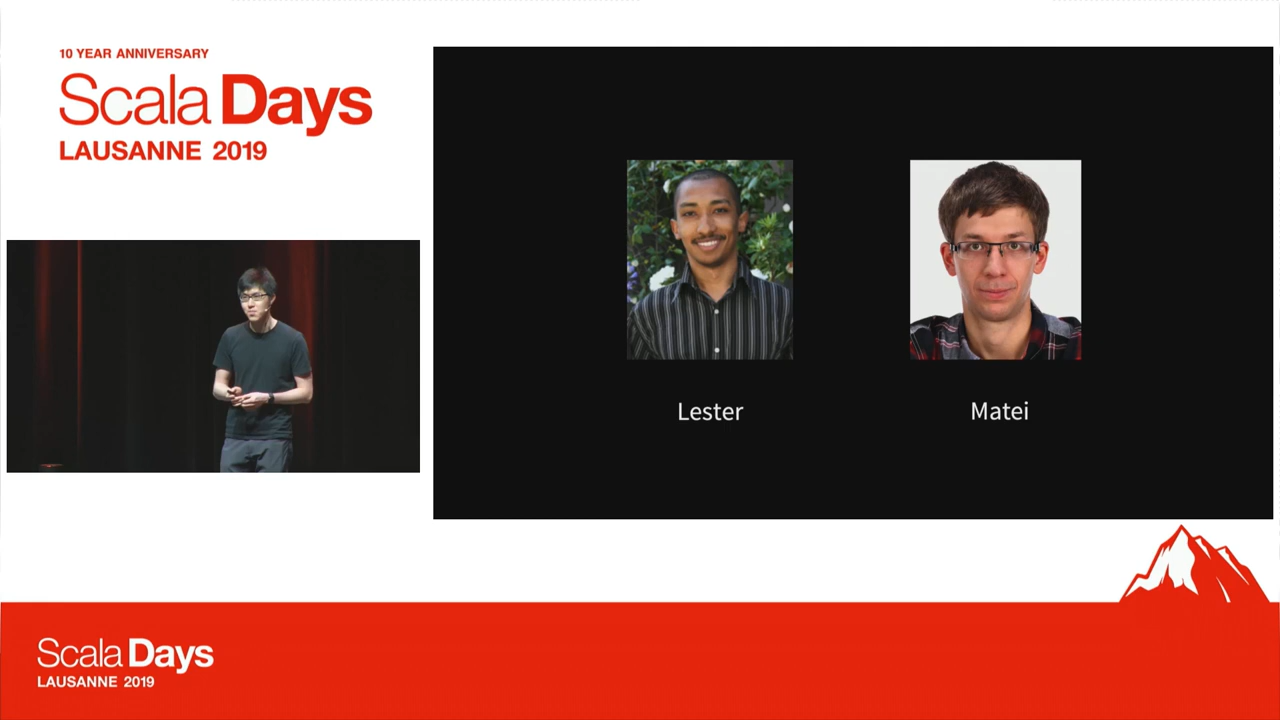 10 YEAR ANNIVERSARY
Scala Days
LAUSANNE 2019
Lester
Matei
Scala Days
LAUSANNE 2019